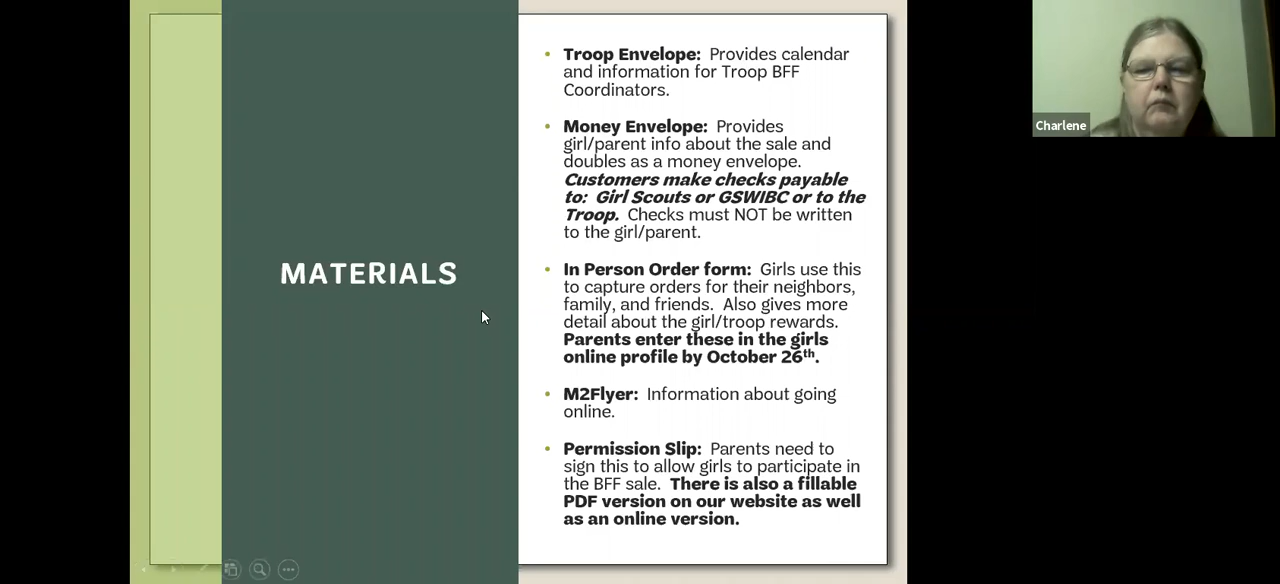 MATERIALS
• Troop Envelope: Provides calendar
and information for Troop BFF
Coordinators.
• Money Envelope: Provides
girl/parent info about the sale and
doubles as a money envelope.
Customers make checks payable
to: Girl Scouts or GSWIBC or to the
Troop. Checks must NOT be written
to the girl/parent.
• In Person Order form: Girls use this
to capture orders for their neighbors,
family, and friends. Also gives more
detail about the girl/troop rewards.
Parents enter these in the girls
online profile by October 26th.
• M2Flyer: Information about going
online.
• Permission Slip: Parents need to
sign this to allow girls to participate in
the BFF sale. There is also a fillable
PDF version on our website as well
as an online version.
Charlene